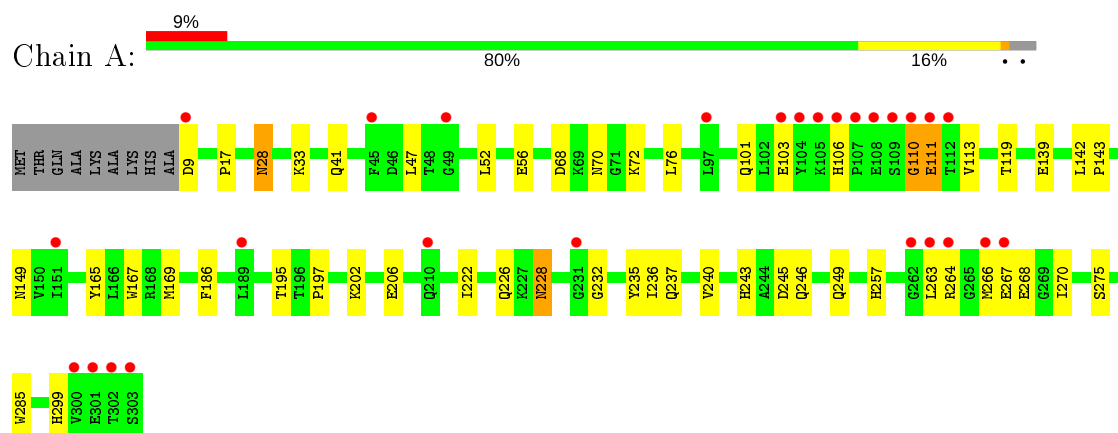 9%
Chain A:
80% 16% • •
MET THR GLN ALA LYS ALA LYS HIS ALA D9 P17 N28 K33 Q41 F45 D46 L47 T48 G49 L52 E56 D68 K69 N70 G71 K72 L76 L97 Q101 L102 E103 Y104 K105 H106 P107 E108 S109 G110 E111 T112 V113 T119 E139 L142 P143
N149 V150 I151 Y165 L166 W167 R168 M169 F186 L189 T195 T196 P197 K202 E206 Q210 I222 Q226 K227 N228 G231 G232 Y235 I236 Q237 V240 H243 A244 D245 Q246 Q249 H257 G262 L263 R264 G265 M266 E267 E268 G269 I270 S275
W285 H299 V300 E301 T302 S303